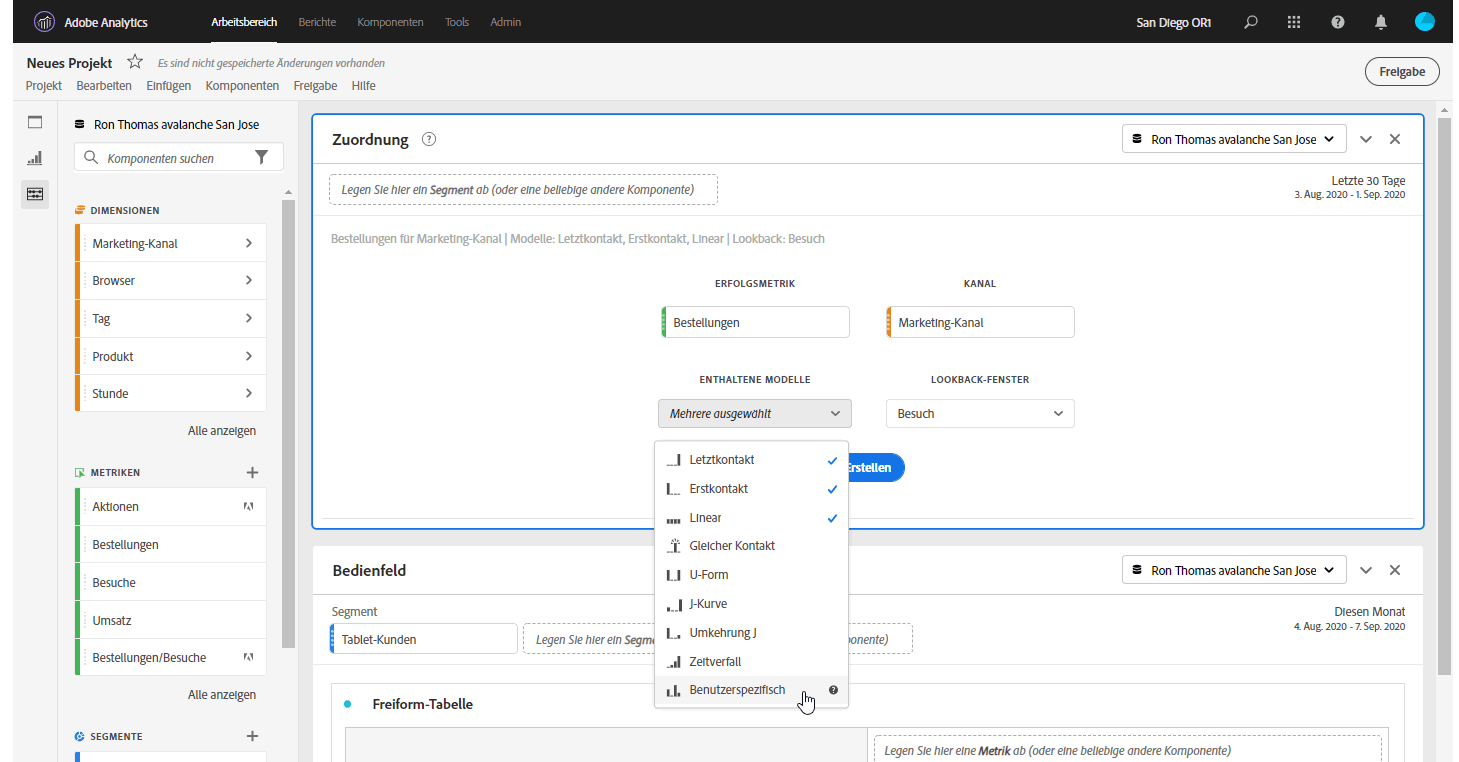 Adobe Analytics Arbeitsbereich Berichte Komponenten Tools Admin San Diego OR1
Neues Projekt Es sind nicht gespeicherte Änderungen vorhanden
Projekt Bearbeiten Einfügen Komponenten Freigabe Hilfe
Freigabe
Ron Thomas avalanche San Jose
Komponenten suchen
DIMENSIONEN
Marketing-Kanal
Browser
Tag
Produkt
Stunde
Alle anzeigen
METRIKEN
Aktionen
Bestellungen
Besuche
Umsatz
Bestellungen/Besuche
Alle anzeigen
SEGMENTE
Zuordnung
Ron Thomas avalanche San Jose
Legen Sie hier ein Segment ab (oder eine beliebige andere Komponente)
Letzte 30 Tage
3. Aug. 2020 - 1. Sep. 2020
Bestellungen für Marketing-Kanal | Modelle: Letztkontakt, Erstkontakt, Linear | Lookback: Besuch
ERFOLGSMETRIK KANAL
Bestellungen Marketing-Kanal
ENTHALTENE MODELLE LOOKBACK-FENSTER
Mehrere ausgewählt Besuch
Letztkontakt
Erstellen
Erstkontakt
Linear
Gleicher Kontakt
U-Form
J-Kurve
Umkehrung J
Zeitverfall
Benutzerspezifisch
Bedienfeld
Ron Thomas avalanche San Jose
Segment
Diesen Monat
4. Aug. 2020 - 7. Sep. 2020
Tablet-Kunden
Legen Sie hier ein Segme
onente)
Freiform-Tabelle
Legen Sie hier eine Metrik ab (oder eine beliebige andere Komponente)